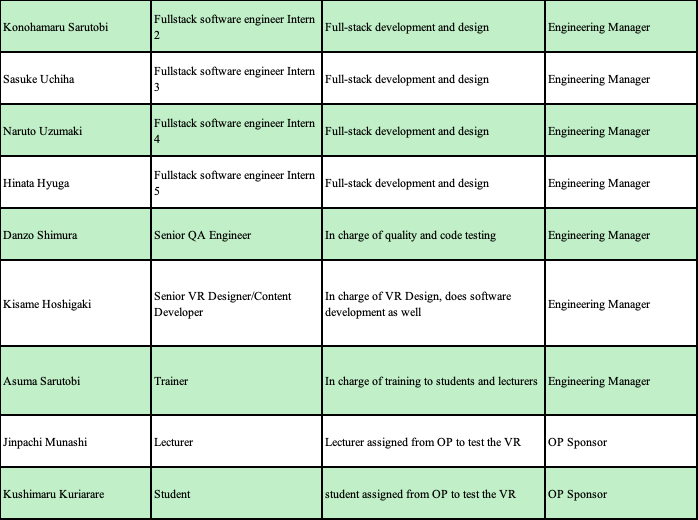 Konohamaru Sarutobi
Fullstack software engineer Intern
2
Full-stack development and design
Engineering Manager
Sasuke Uchiha
Fullstack software engineer Intern
3
Full-stack development and design
Engineering Manager
Naruto Uzumaki
Fullstack software engineer Intern
4
Full-stack development and design
Engineering Manager
Hinata Hyuga
Fullstack software engineer Intern
5
Full-stack development and design
Engineering Manager
Danzo Shimura
Senior QA Engineer
In charge of quality and code testing
Engineering Manager
Kisame Hoshigaki
Senior VR Designer/Content
Developer
In charge of VR Design, does software
development as well
Engineering Manager
Asuma Sarutobi
Trainer
In charge of training to students and lecturers
Engineering Manager
Jinpachi Munashi
Lecturer
Lecturer assigned from OP to test the VR
OP Sponsor
Kushimaru Kuriarare
Student
student assigned from OP to test the VR
OP Sponsor